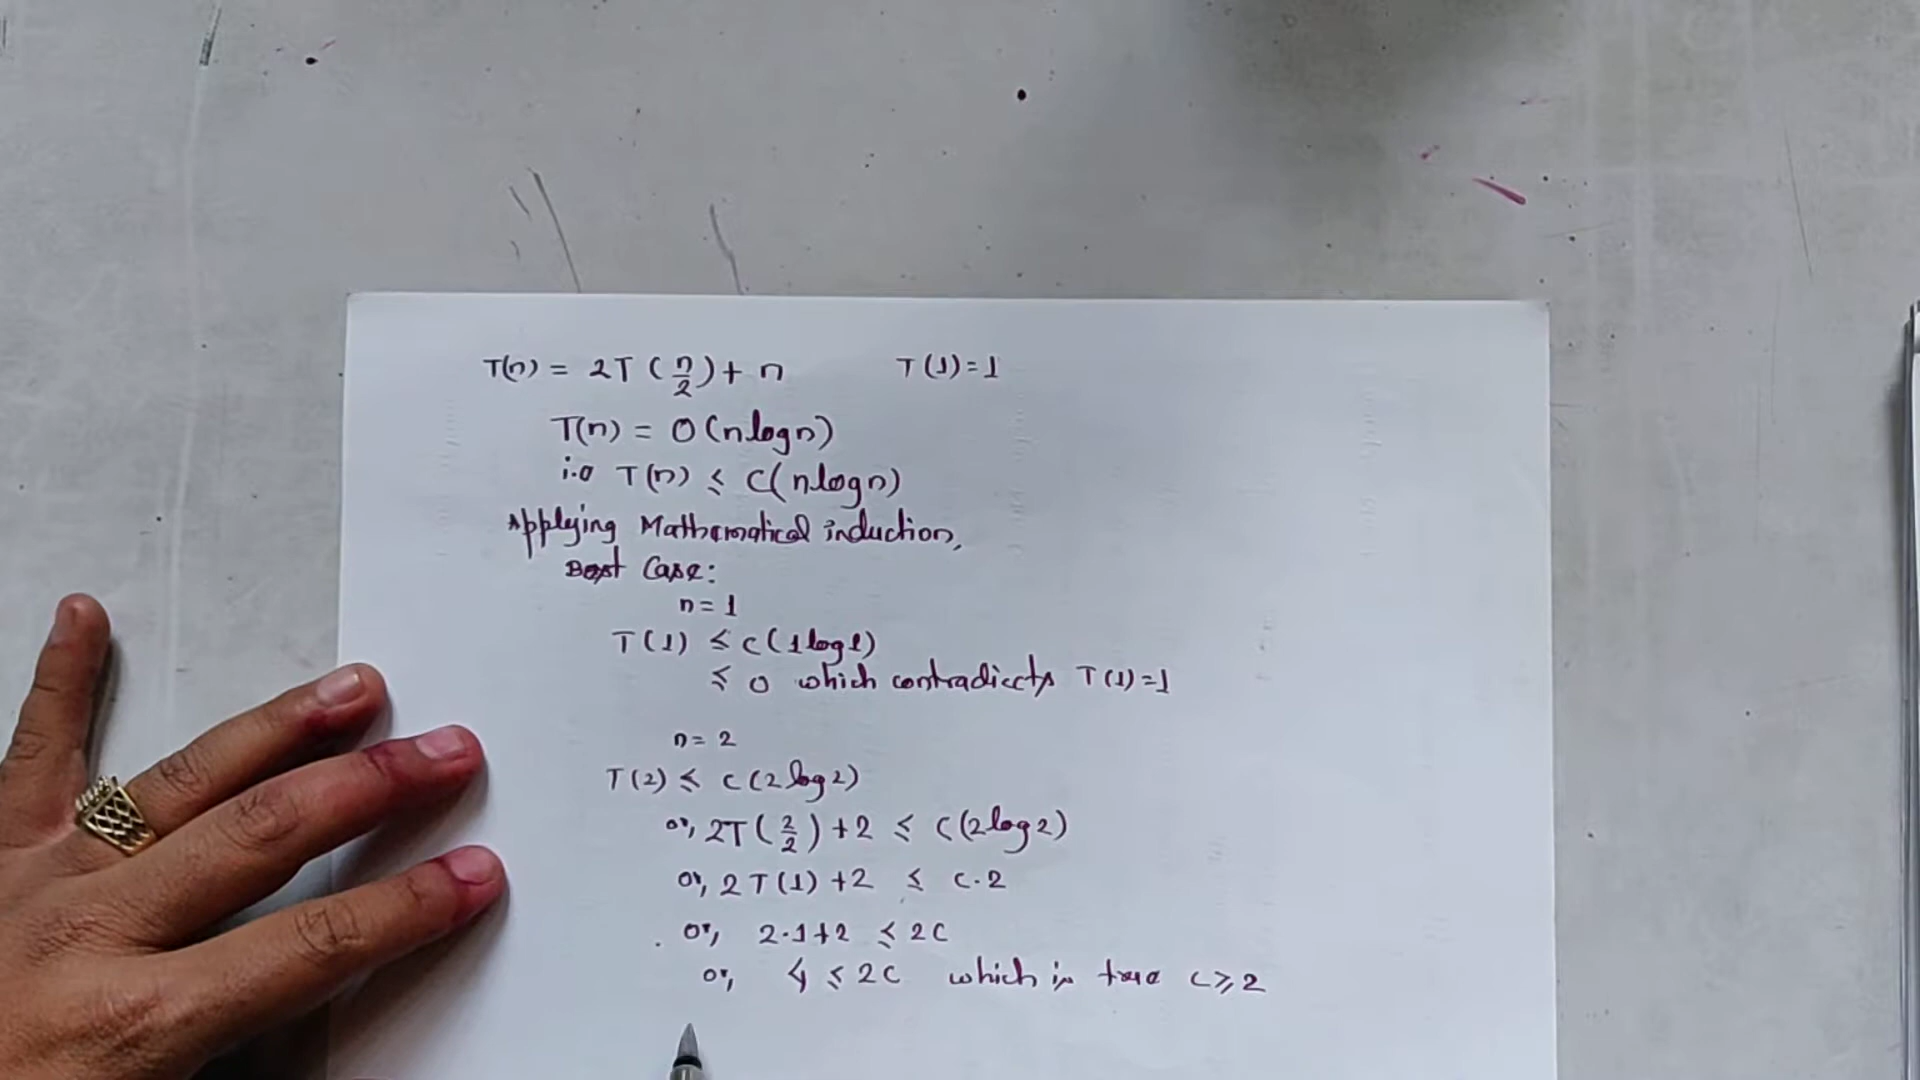 T(n) = 2T(n/2) + n T(1)=1
T(n) = O(nlogn)
i.e T(n) ≤ C(nlogn)
Applying Mathematical induction,
Best Case:
n = 1
T(1) ≤ c(1log1)
≤ 0 which contradicts T(1)=1
n = 2
T(2) ≤ c(2log2)
or, 2T(2/2) + 2 ≤ c(2log2)
or, 2T(1) + 2 ≤ c.2
or, 2.1+2 ≤ 2c
or, 4 ≤ 2c which is true c≥2